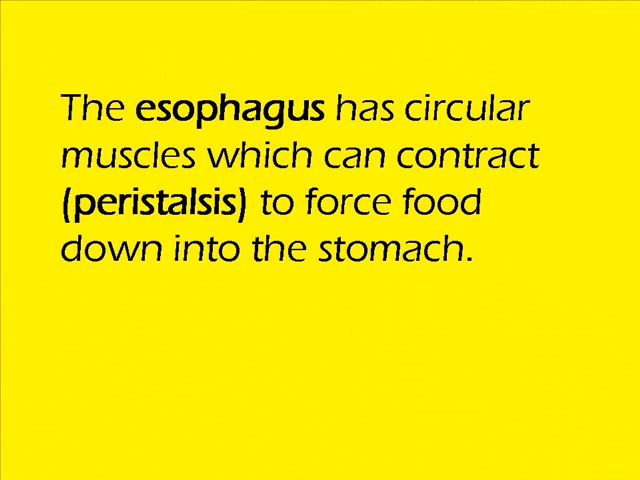 The esophagus has circular
muscles which can contract
(peristalsis) to force food
down into the stomach.